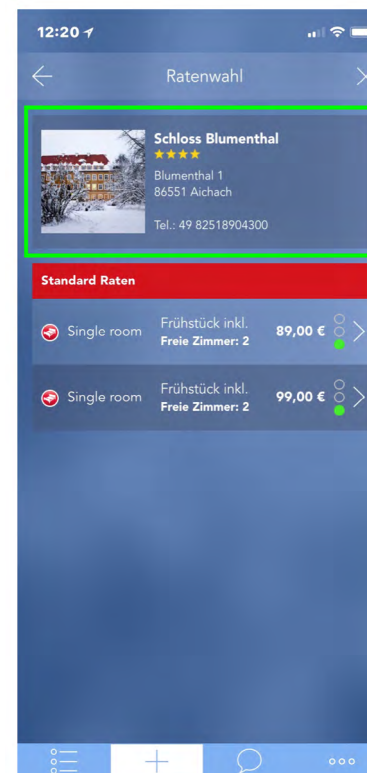 12:20
Ratenwahl
Schloss Blumenthal
Blumenthal 1
86551 Aichach
Tel.: 49 82518904300
Standard Raten
Single room Frühstück inkl. 89,00 €
Freie Zimmer: 2
Single room Frühstück inkl. 99,00 €
Freie Zimmer: 2